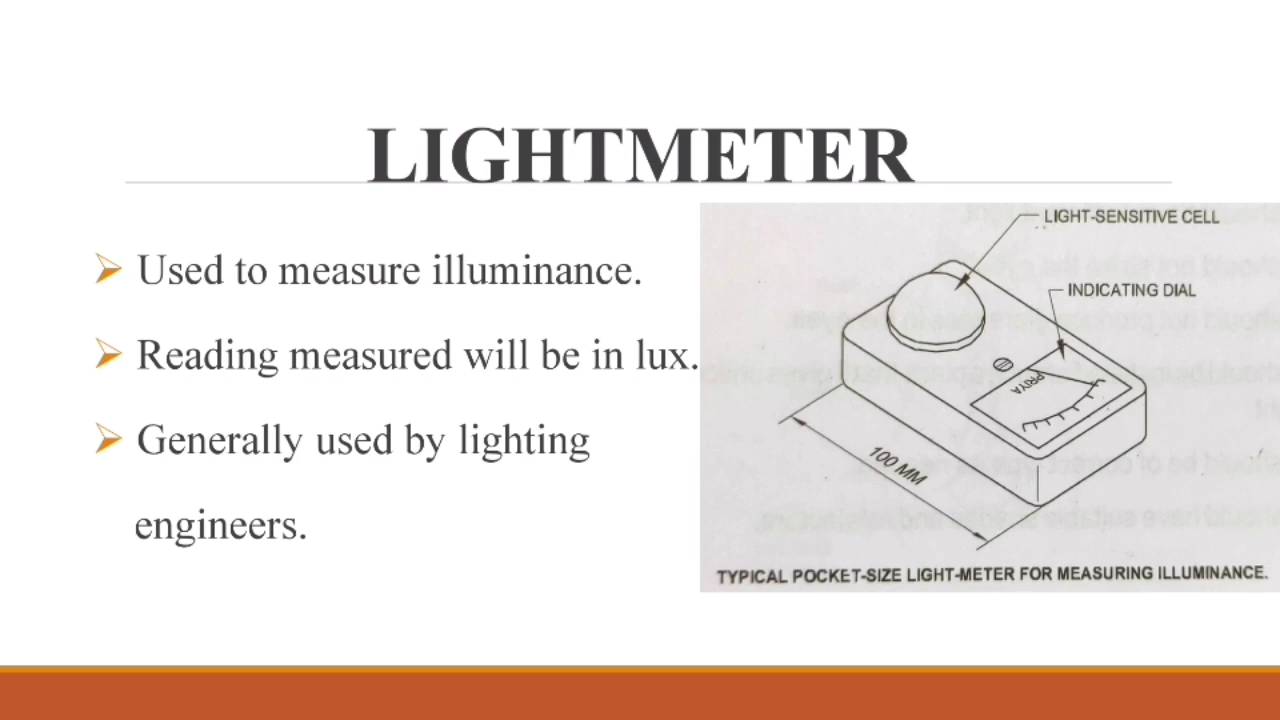 LIGHTMETER
Used to measure illuminance.
Reading measured will be in lux.
Generally used by lighting
engineers.
LIGHT-SENSITIVE CELL
INDICATING DIAL
PRIYA
100 MM
TYPICAL POCKET-SIZE LIGHT-METER FOR MEASURING ILLUMINANCE.